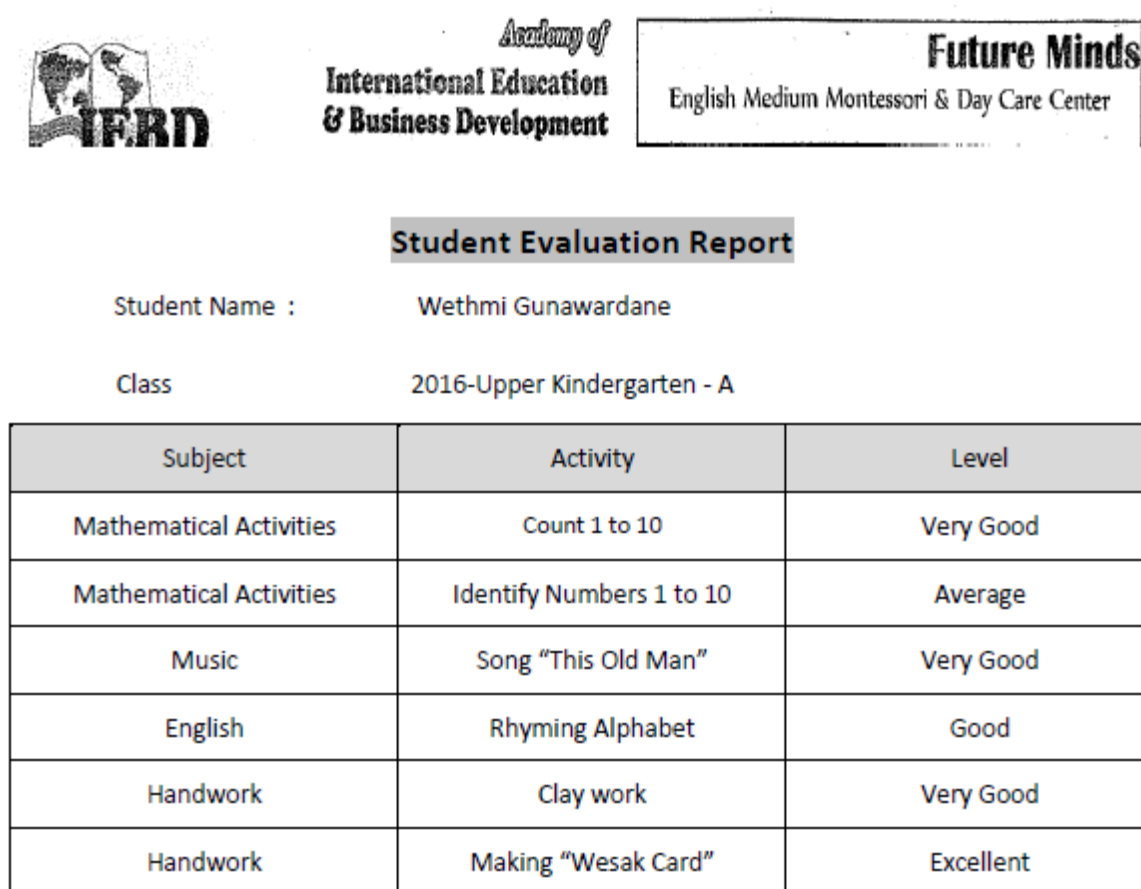 IEBD
Academy of
International Education
& Business Development
Future Minds
English Medium Montessori & Day Care Center
Student Evaluation Report
Student Name : Wethmi Gunawardane
Class 2016-Upper Kindergarten - A
Subject Activity Level
Mathematical Activities Count 1 to 10 Very Good
Mathematical Activities Identify Numbers 1 to 10 Average
Music Song “This Old Man” Very Good
English Rhyming Alphabet Good
Handwork Clay work Very Good
Handwork Making “Wesak Card” Excellent